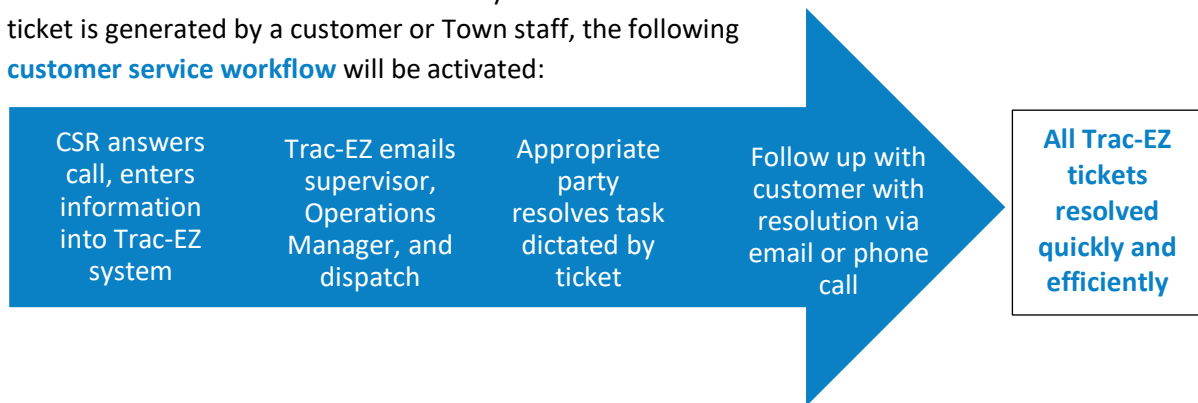 ticket is generated by a customer or Town staff, the following
customer service workflow will be activated:
CSR answers
call, enters
information
into Trac-EZ
system
Trac-EZ emails
supervisor,
Operations
Manager, and
dispatch
Appropriate
party
resolves task
dictated by
ticket
Follow up with
customer with
resolution via
email or phone
call
All Trac-EZ
tickets
resolved
quickly and
efficiently